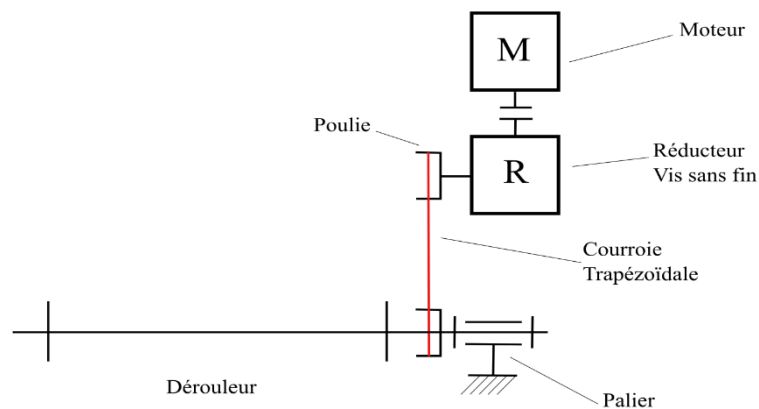 Moteur
M
Poulie
R
Réducteur
Vis sans fin
Courroie
Trapézoïdale
Dérouleur
Palier